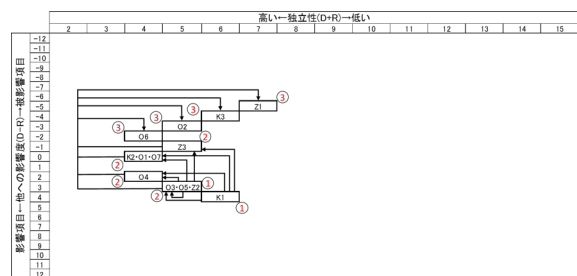 高い←独立性(D+R)→低い
2 3 4 5 6 7 8 9 10 11 12 13 14 15
影響項目←他への影響度(D-R)→被影響項目
-12
-11
-10
-9
-8
-7
-6
-5 Z1 ③
-4 K3 ③
-3 O2 ③
-2 O6 ③ ②
-1 Z3
0 K2・O1・O7
1 ②
2 O4
3 ② O3・O5・Z2 ①
4 K1 ②
5 ①
6
7
8
9
10
11
12